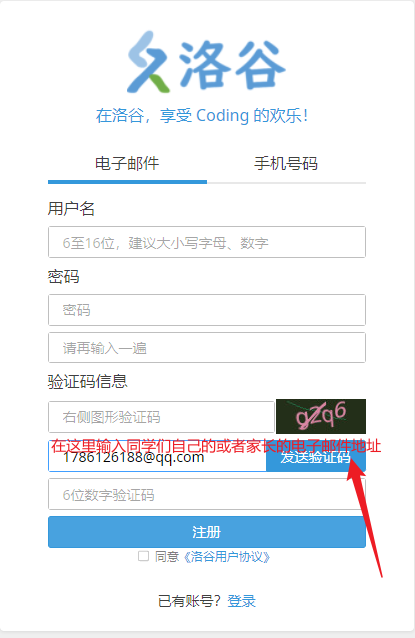 洛谷
在洛谷，享受 Coding 的欢乐！
电子邮件 手机号码
用户名
6至16位，建议大小写字母、数字
密码
密码
请再输入一遍
验证码信息
右侧图形验证码 g2q6
在这里输入同学们自己的或者家长的电子邮件地址
1786126188@qq.com 发送验证码
6位数字验证码
注册
同意《洛谷用户协议》
已有账号？登录